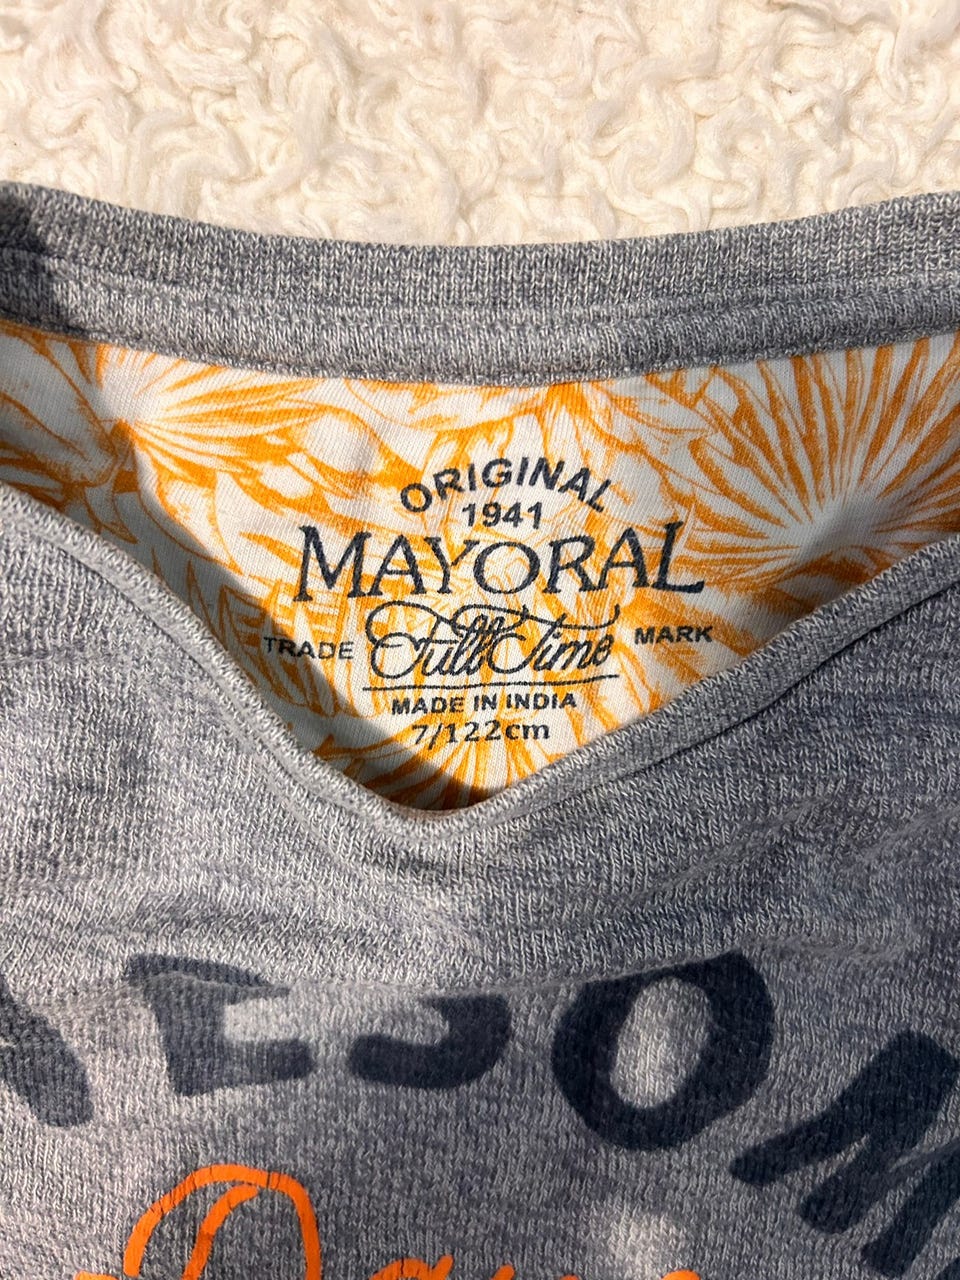 ORIGINAL
1941
MAYORAL
TRADE Full Time MARK
MADE IN INDIA
7/122cm